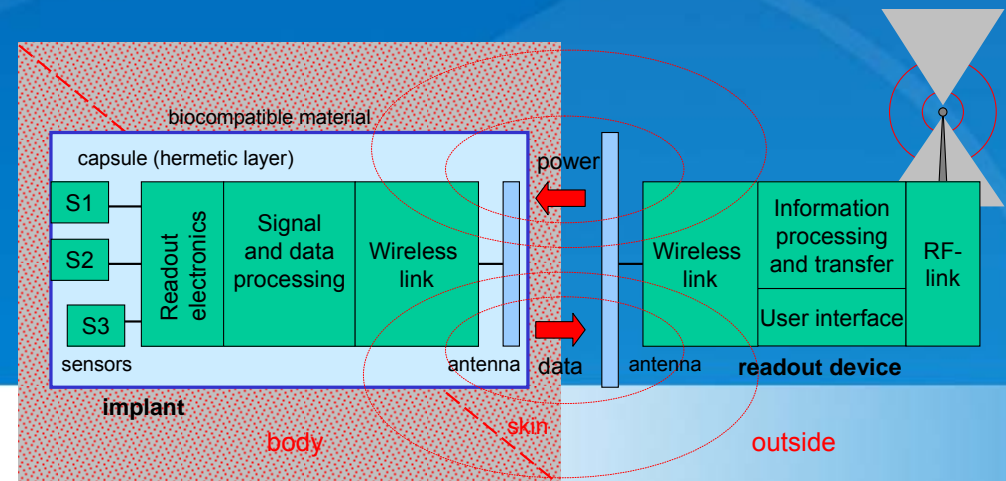 biocompatible material
capsule (hermetic layer)
S1
S2
S3
sensors
Readout
electronics
Signal
and data
processing
Wireless
link
antenna
implant
body
skin
power
data
antenna
Wireless
link
Information
processing
and transfer
User interface
RF-
link
readout device
outside